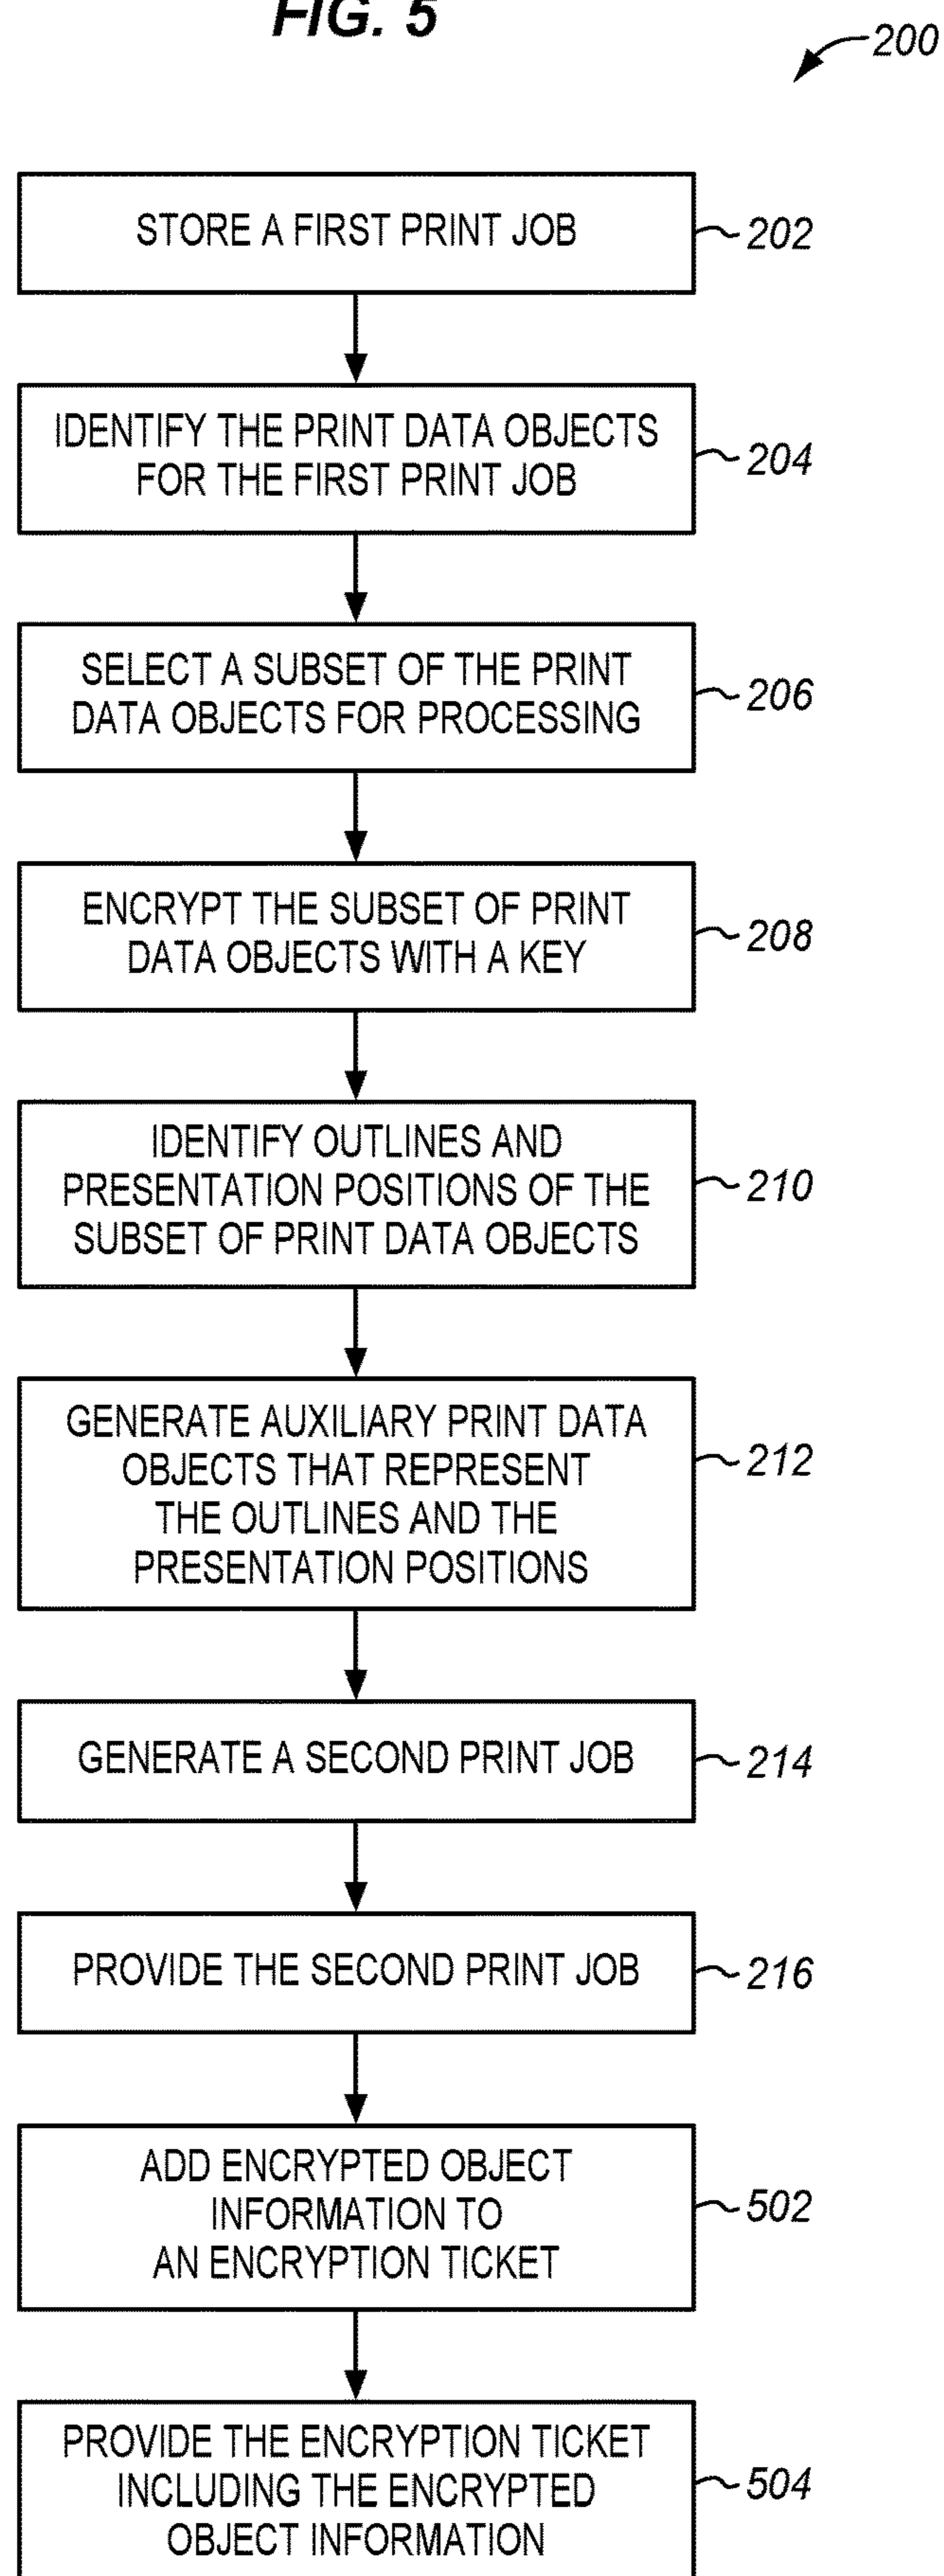 FIG. 5
200
STORE A FIRST PRINT JOB
202
IDENTIFY THE PRINT DATA OBJECTS
FOR THE FIRST PRINT JOB
204
SELECT A SUBSET OF THE PRINT
DATA OBJECTS FOR PROCESSING
206
ENCRYPT THE SUBSET OF PRINT
DATA OBJECTS WITH A KEY
208
IDENTIFY OUTLINES AND
PRESENTATION POSITIONS OF THE
SUBSET OF PRINT DATA OBJECTS
210
GENERATE AUXILIARY PRINT DATA
OBJECTS THAT REPRESENT
THE OUTLINES AND THE
PRESENTATION POSITIONS
212
GENERATE A SECOND PRINT JOB
214
PROVIDE THE SECOND PRINT JOB
216
ADD ENCRYPTED OBJECT
INFORMATION TO
AN ENCRYPTION TICKET
502
PROVIDE THE ENCRYPTION TICKET
INCLUDING THE ENCRYPTED
OBJECT INFORMATION
504